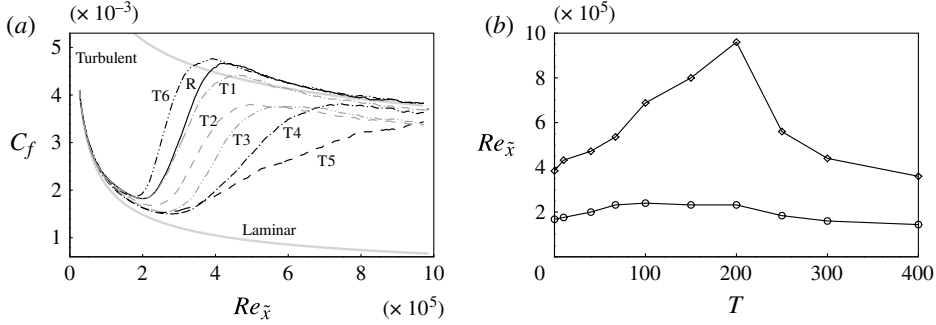 (a)
(× 10⁻³)
5
4
3
2
1
C_f
Turbulent
T6
R
T1
T2
T3
T4
T5
Laminar
0
2
4
6
8
10
Re_x̃
(× 10⁵)
(b)
(× 10⁵)
10
8
6
4
2
Re_x̃
0
100
200
300
400
T